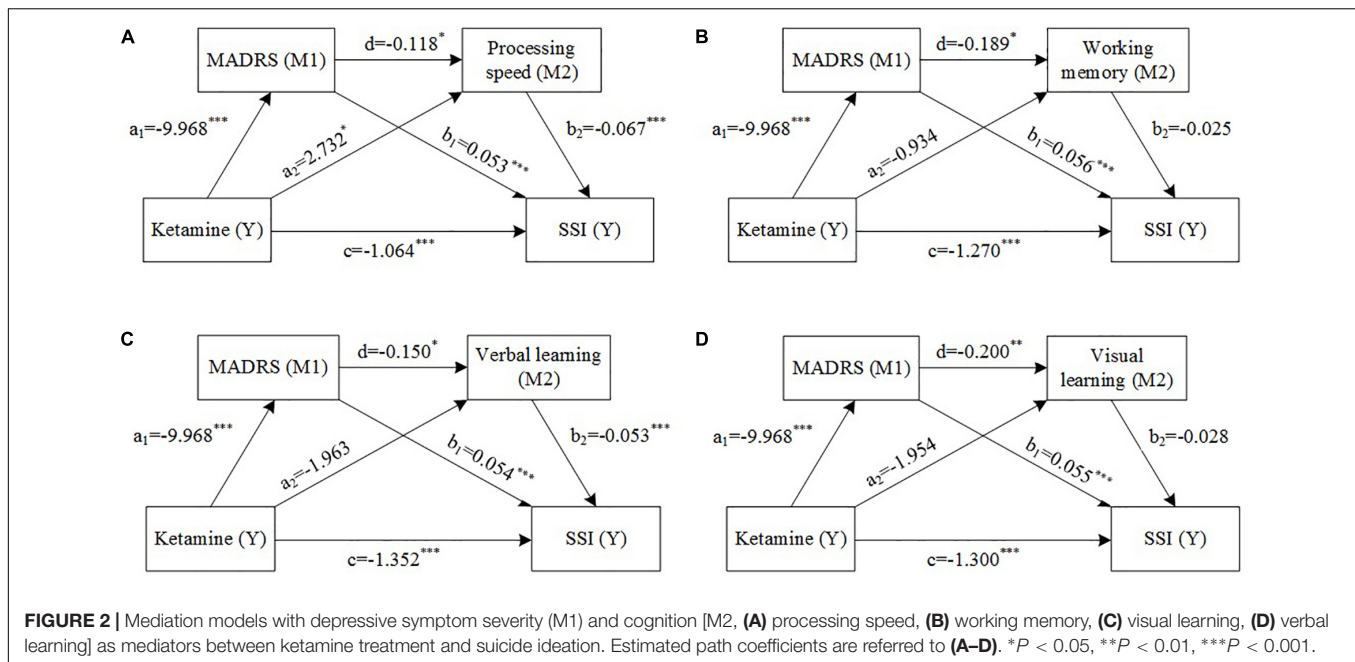 A
MADRS (M1)
d=-0.118*
Processing
speed (M2)
a₁=-9.968***
a₂=2.732*
b₁=0.053***
b₂=-0.067***
Ketamine (Y)
SSI (Y)
c=-1.064***
B
MADRS (M1)
d=-0.189*
Working
memory (M2)
a₁=-9.968***
a₂=-0.934
b₁=0.056***
b₂=-0.025
Ketamine (Y)
SSI (Y)
c=-1.270***
C
MADRS (M1)
d=-0.150*
Verbal learning
(M2)
a₁=-9.968***
a₂=-1.963
b₁=0.054***
b₂=-0.053***
Ketamine (Y)
SSI (Y)
c=-1.352***
D
MADRS (M1)
d=-0.200**
Visual
learning (M2)
a₁=-9.968***
a₂=-1.954
b₁=0.055***
b₂=-0.028
Ketamine (Y)
SSI (Y)
c=-1.300***
FIGURE 2 | Mediation models with depressive symptom severity (M1) and cognition [M2, (A) processing speed, (B) working memory, (C) visual learning, (D) verbal
learning] as mediators between ketamine treatment and suicide ideation. Estimated path coefficients are referred to (A–D). *P < 0.05, **P < 0.01, ***P < 0.001.